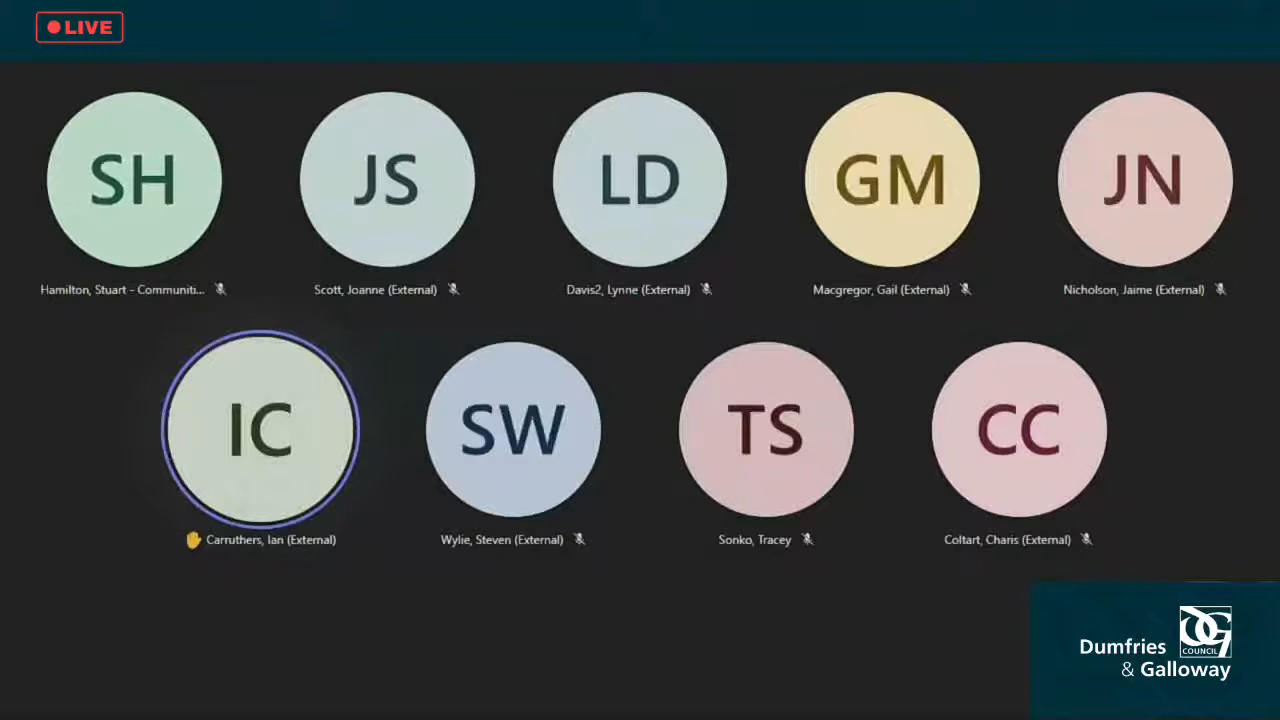 LIVE
SH
JS
LD
GM
JN
Hamilton, Stuart - Communiti...
Scott, Joanne (External)
Davis2, Lynne (External)
Macgregor, Gail (External)
Nicholson, Jaime (External)
IC
SW
TS
CC
Carruthers, Ian (External)
Wylie, Steven (External)
Sonko, Tracey
Coltart, Charis (External)
Dumfries
& Galloway
DG
COUNCIL